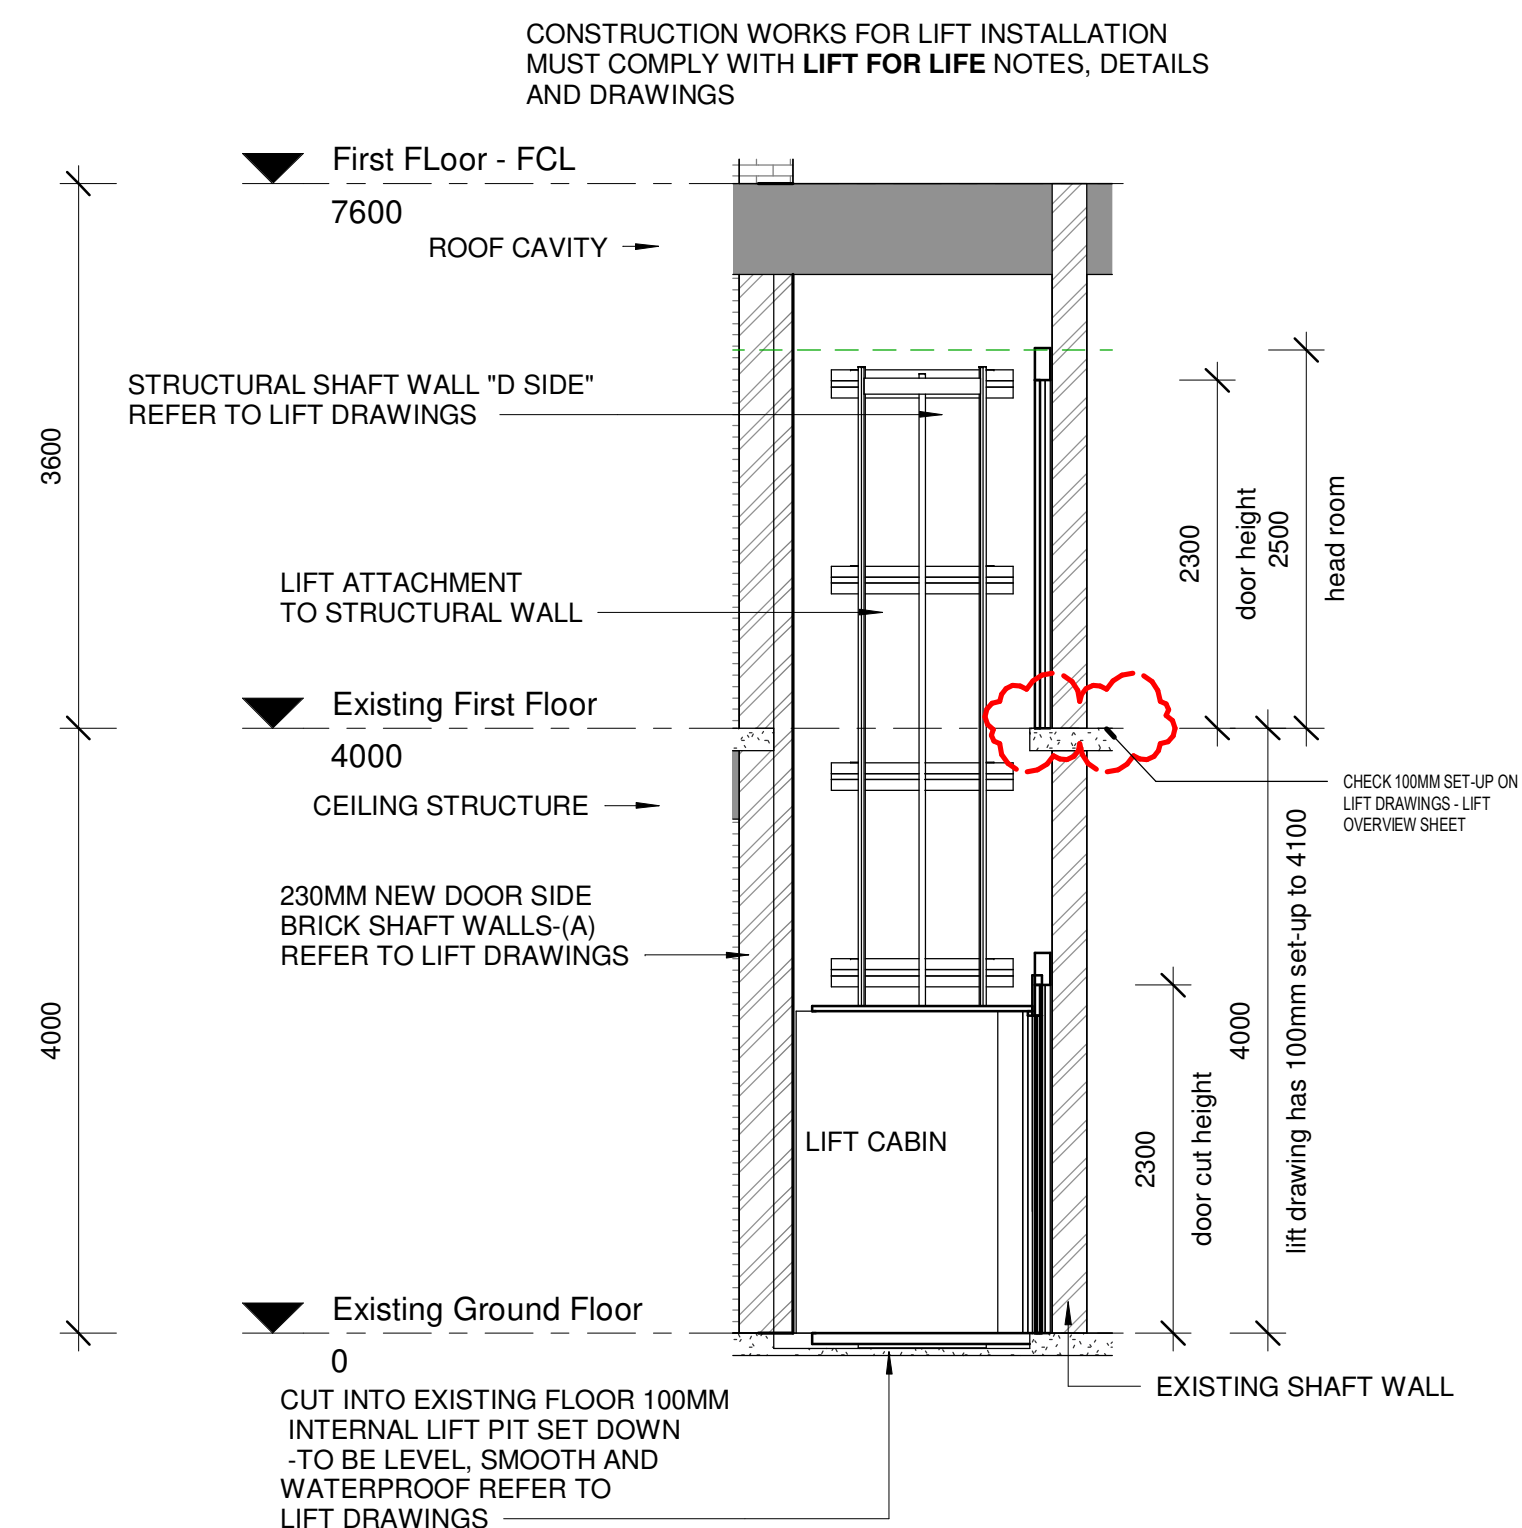 CONSTRUCTION WORKS FOR LIFT INSTALLATION
MUST COMPLY WITH LIFT FOR LIFE NOTES, DETAILS
AND DRAWINGS
First FLoor - FCL
7600
ROOF CAVITY
STRUCTURAL SHAFT WALL "D SIDE"
REFER TO LIFT DRAWINGS
3600
2300
door height
2500
head room
LIFT ATTACHMENT
TO STRUCTURAL WALL
Existing First Floor
4000
CEILING STRUCTURE
CHECK 100MM SET-UP ON
LIFT DRAWINGS - LIFT
OVERVIEW SHEET
230MM NEW DOOR SIDE
BRICK SHAFT WALLS-(A)
REFER TO LIFT DRAWINGS
4000
LIFT CABIN
2300
door cut height
4000
lift drawing has 100mm set-up to 4100
Existing Ground Floor
0
EXISTING SHAFT WALL
CUT INTO EXISTING FLOOR 100MM
INTERNAL LIFT PIT SET DOWN
-TO BE LEVEL, SMOOTH AND
WATERPROOF REFER TO
LIFT DRAWINGS